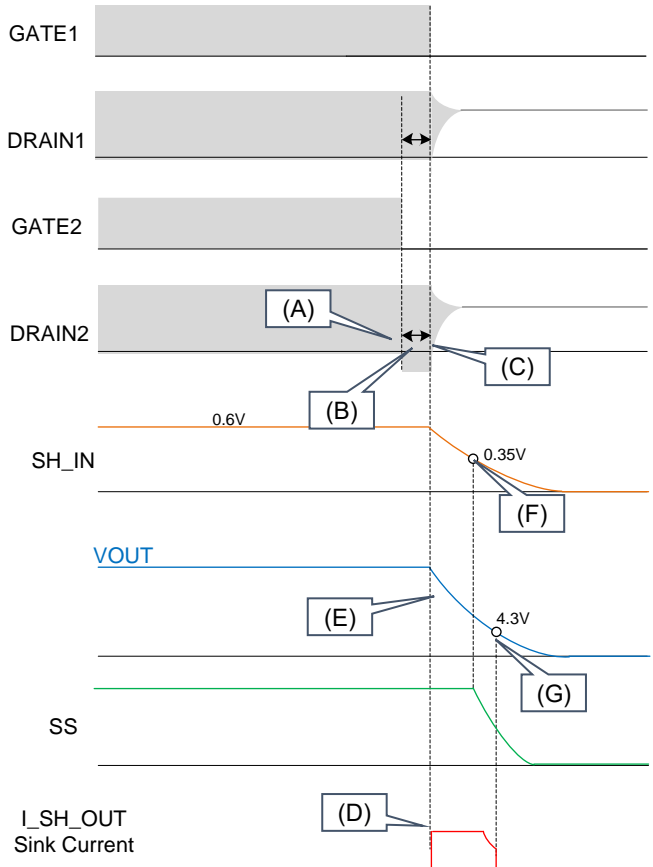 GATE1
DRAIN1
GATE2
DRAIN2
(A)
(B)
(C)
0.6V
SH_IN
0.35V
(F)
VOUT
(E)
4.3V
(G)
SS
(D)
I_SH_OUT
Sink Current